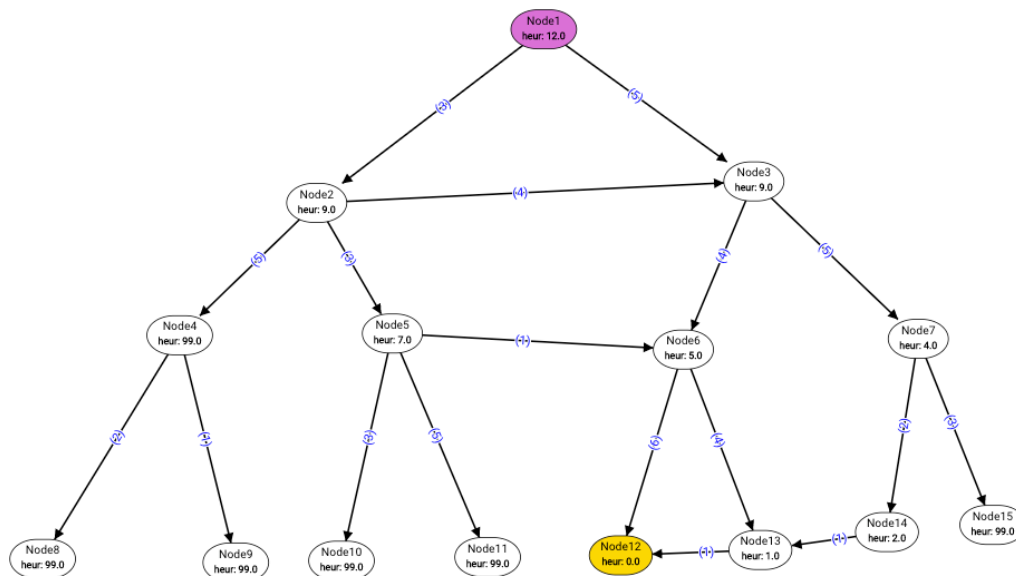 Node1
heur: 12.0
(3)
(5)
Node3
heur: 9.0
Node2
heur: 9.0
(4)
(5)
(3)
(4)
(5)
Node4
heur: 99.0
Node5
heur: 7.0
(1)
Node6
heur: 5.0
Node7
heur: 4.0
(2)
(1)
(3)
(5)
(6)
(4)
(2)
(3)
Node8
heur: 99.0
Node9
heur: 99.0
Node10
heur: 99.0
Node11
heur: 99.0
Node12
heur: 0.0
(1)
Node13
heur: 1.0
(1)
Node14
heur: 2.0
Node15
heur: 99.0